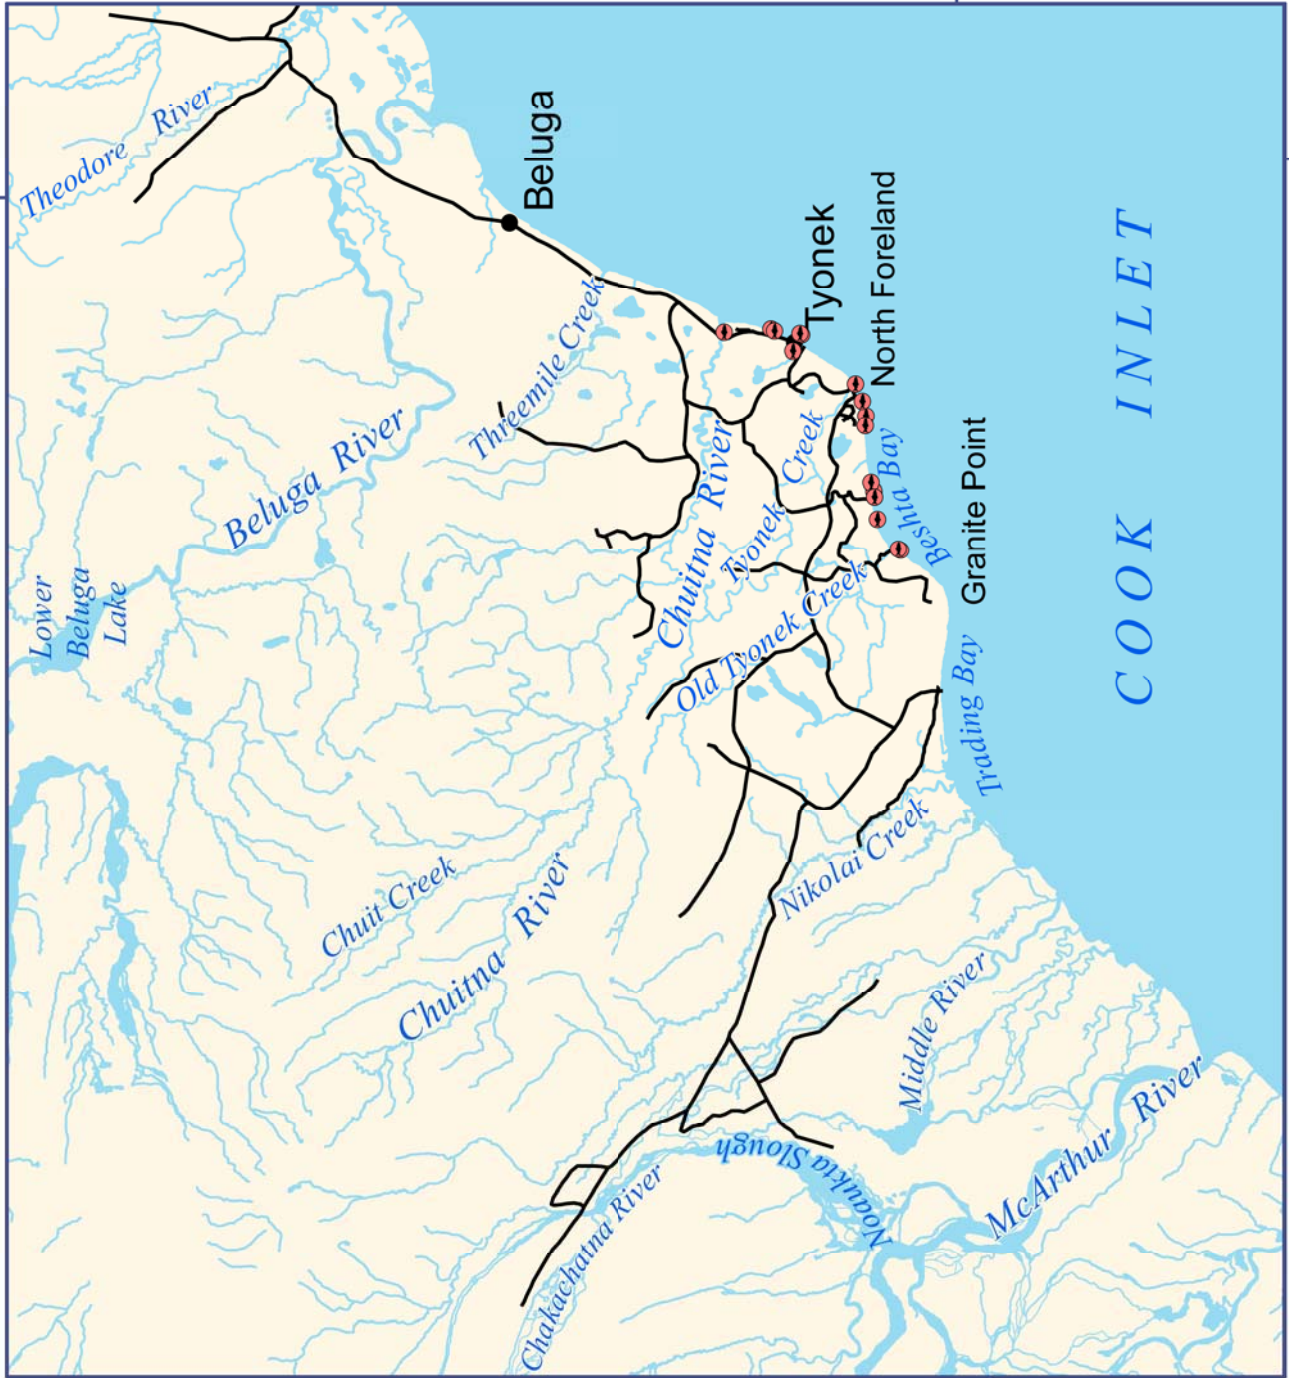 Theodore River
Beluga
Lower
Beluga
Lake
Beluga River
Threemile Creek
Tyonek
North Foreland
Chuitna River
Tyonek Creek
Beshta Bay
Granite Point
Old Tyonek Creek
Trading Bay
COOK INLET
Chuit Creek
Chuitna River
Nikolai Creek
Middle River
McArthur River
Noaukta Slough
Chakachatna River